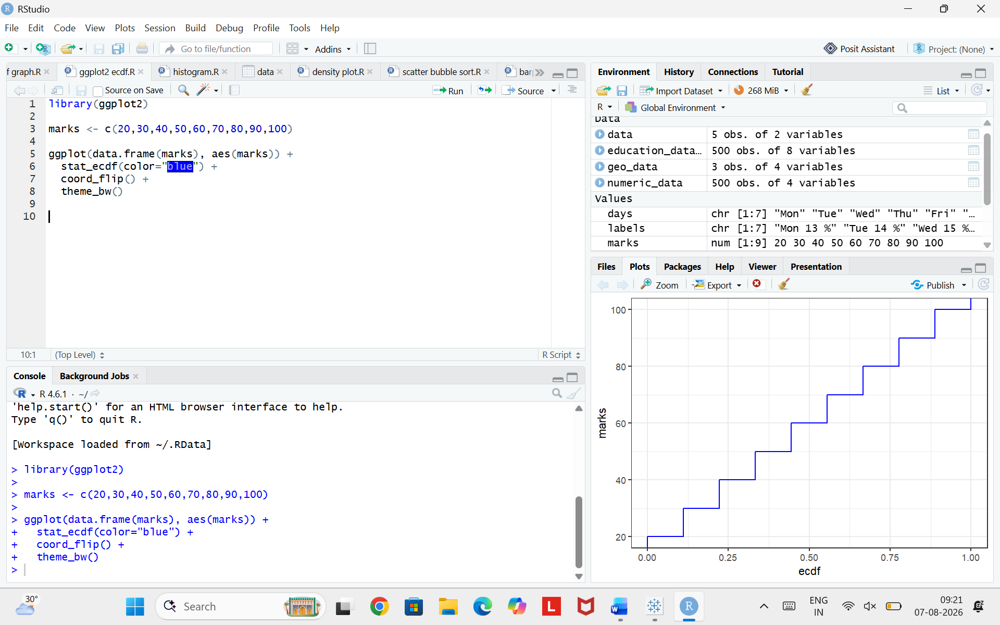 RStudio
File Edit Code View Plots Session Build Debug Profile Tools Help
Go to file/function Addins Posit Assistant Project: (None)
f graph.R ggplot2 ecdf.R histogram.R data density plot.R scatter bubble sort.R bar
Source on Save Run Source
1 library(ggplot2)
2
3 marks <- c(20,30,40,50,60,70,80,90,100)
4
5 ggplot(data.frame(marks), aes(marks)) +
6 stat_ecdf(color="blue") +
7 coord_flip() +
8 theme_bw()
9
10
10:1 (Top Level) R Script
Console Background Jobs
R 4.6.1 · ~/
'help.start()' for an HTML browser interface to help.
Type 'q()' to quit R.
[Workspace loaded from ~/.RData]
> library(ggplot2)
>
> marks <- c(20,30,40,50,60,70,80,90,100)
>
> ggplot(data.frame(marks), aes(marks)) +
+ stat_ecdf(color="blue") +
+ coord_flip() +
+ theme_bw()
>
Environment History Connections Tutorial
Import Dataset 268 MiB List
R Global Environment
Data
data 5 obs. of 2 variables
education_data… 500 obs. of 8 variables
geo_data 3 obs. of 4 variables
numeric_data 500 obs. of 4 variables
Values
days chr [1:7] "Mon" "Tue" "Wed" "Thu" "Fri" "…
labels chr [1:7] "Mon 13 %" "Tue 14 %" "Wed 15 %…
marks num [1:9] 20 30 40 50 60 70 80 90 100
Files Plots Packages Help Viewer Presentation
Zoom Export Publish
100
80
60
40
20
marks
0.00 0.25 0.50 0.75 1.00
ecdf
30°
Search
L
W
R
ENG
IN
09:21
07-08-2026